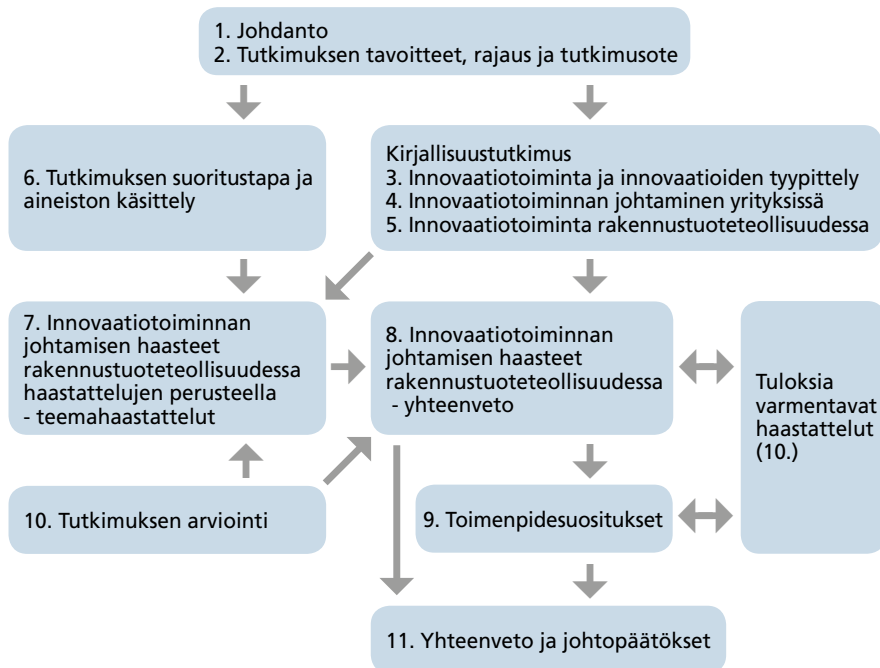 1. Johdanto
2. Tutkimuksen tavoitteet, rajaus ja tutkimusote
6. Tutkimuksen suoritustapa ja
aineiston käsittely
Kirjallisuustutkimus
3. Innovaatiotoiminta ja innovaatioiden tyypittely
4. Innovaatiotoiminnan johtaminen yrityksissä
5. Innovaatiotoiminta rakennustuoteteollisuudessa
7. Innovaatiotoiminnan
johtamisen haasteet
rakennustuoteteollisuudessa
haastattelujen perusteella
- teemahaastattelut
8. Innovaatiotoiminnan
johtamisen haasteet
rakennustuoteteollisuudessa
- yhteenveto
Tuloksia
varmentavat
haastattelut
(10.)
10. Tutkimuksen arviointi
9. Toimenpidesuositukset
11. Yhteenveto ja johtopäätökset